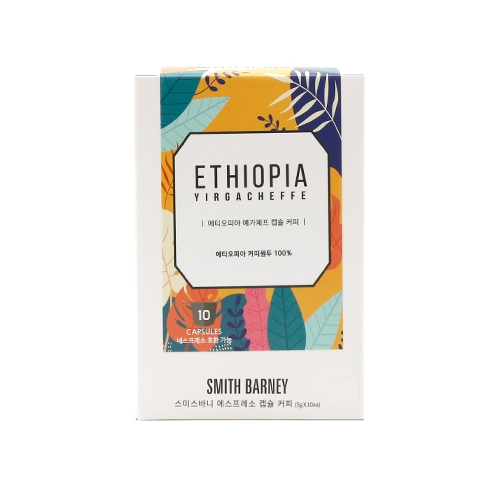 ETHIOPIA
YIRGACHEFFE
| 에티오피아 예가체프 캡슐 커피 |
에티오피아 커피원두 100%
10
CAPSULES
네스프레소 호환 가능
SMITH BARNEY
스미스바니 에스프레소 캡슐 커피 (5gX10ea)